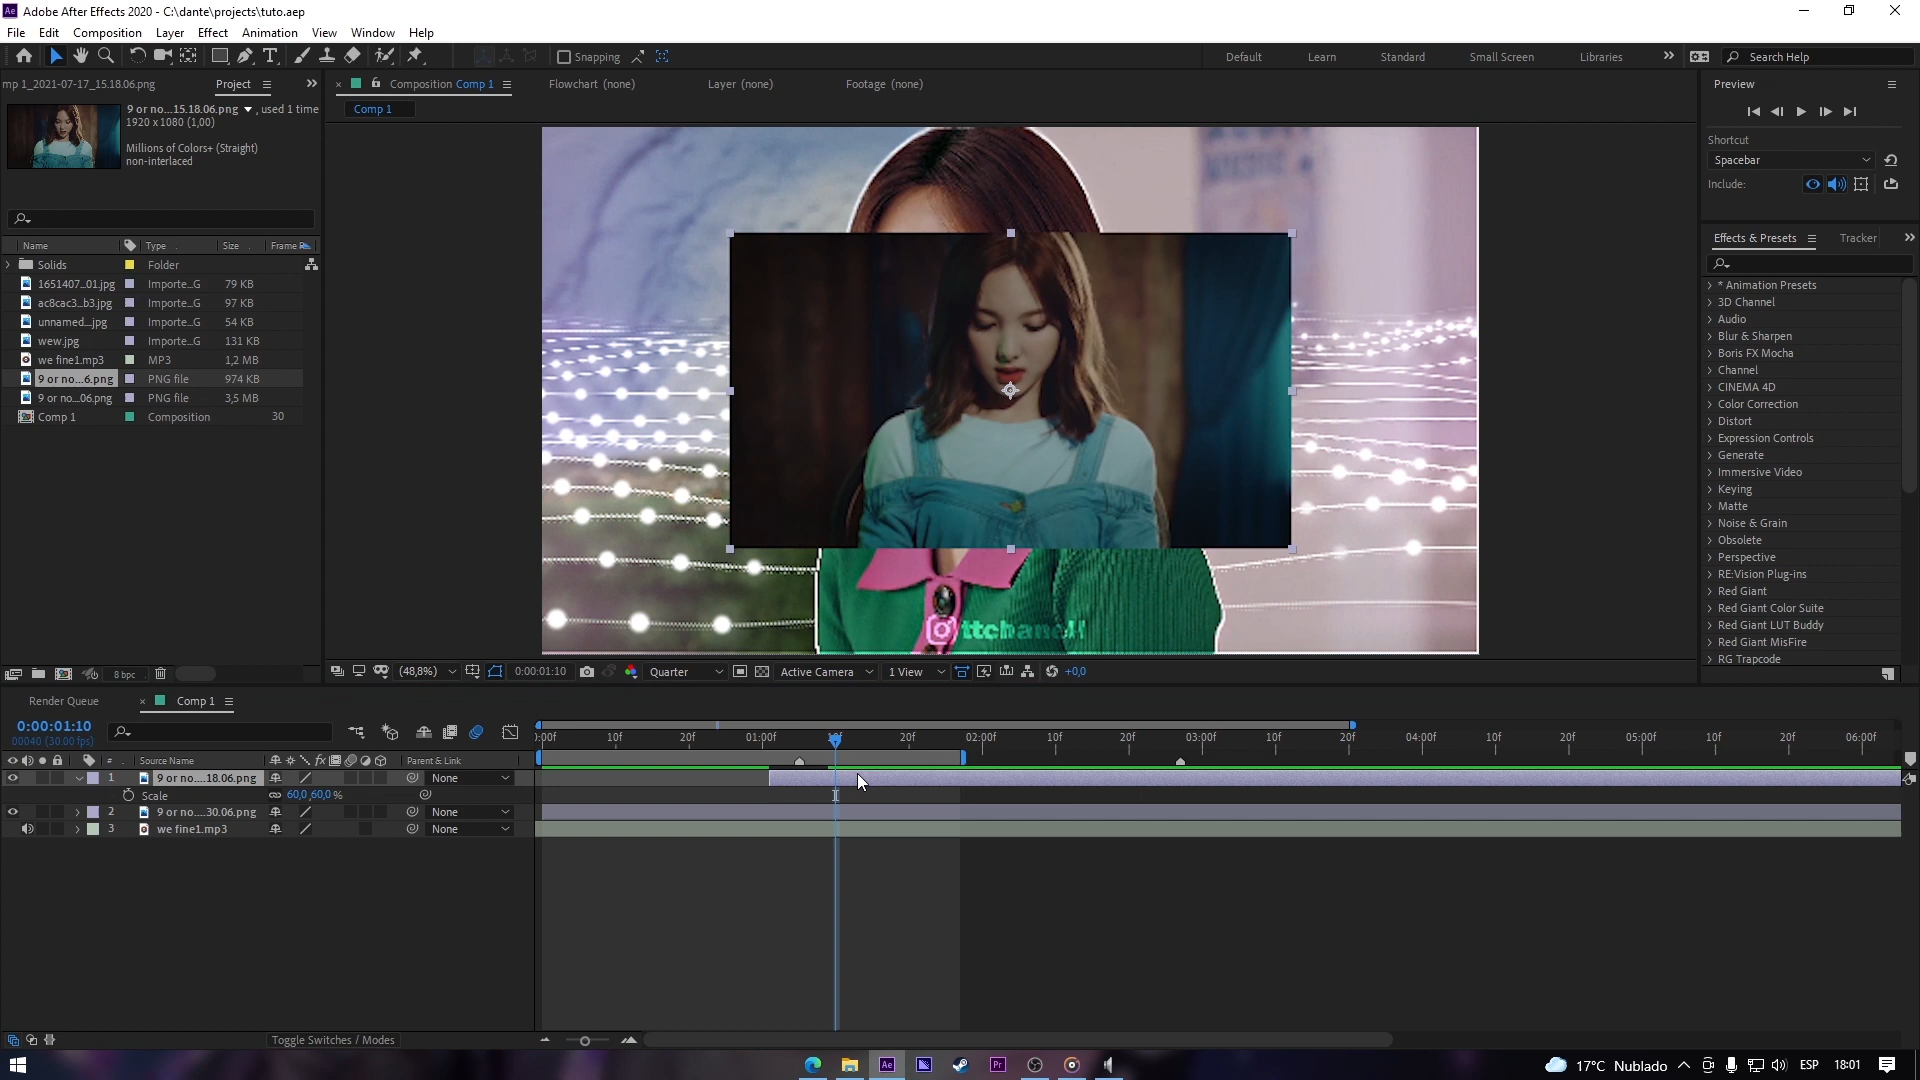 Adobe After Effects 2020 - C:\dante\projects\tuto.aep
File Edit Composition Layer Effect Animation View Window Help
Snapping
Default Learn Standard Small Screen Libraries
Search Help
mp 1_2021-07-17_15.18.06.png Project
9 or no...15.18.06.png , used 1 time
1920 x 1080 (1,00)
Millions of Colors+ (Straight)
non-interlaced
Name Type Size Frame R
Solids Folder
1651407...01.jpg Importe...G 79 KB
ac8cac3...b3.jpg Importe...G 97 KB
unnamed....jpg Importe...G 54 KB
wew.jpg Importe...G 131 KB
we fine1.mp3 MP3 1,2 MB
9 or no...6.png PNG file 974 KB
9 or no...06.png PNG file 3,5 MB
Comp 1 Composition 30
8 bpc
Composition Comp 1 Flowchart (none) Layer (none) Footage (none)
Comp 1
(48,8%) 0:00:01:10 Quarter Active Camera 1 View +0,0
Preview
Shortcut
Spacebar
Include:
Effects & Presets Tracker
* Animation Presets
3D Channel
Audio
Blur & Sharpen
Boris FX Mocha
Channel
CINEMA 4D
Color Correction
Distort
Expression Controls
Generate
Immersive Video
Keying
Matte
Noise & Grain
Obsolete
Perspective
RE:Vision Plug-ins
Red Giant
Red Giant Color Suite
Red Giant LUT Buddy
Red Giant MisFire
RG Trapcode
Render Queue Comp 1
0:00:01:10
00040 (30.00 fps)
):00f 10f 20f 01:00f 10f 20f 02:00f 10f 20f 03:00f 10f 20f 04:00f 10f 20f 05:00f 10f 20f 06:00f
# Source Name fx Parent & Link
1 9 or no....18.06.png None
Scale 60,0,60,0 %
2 9 or no....30.06.png None
3 we fine1.mp3 None
Toggle Switches / Modes
Ae Pr
17°C Nublado ESP 18:01